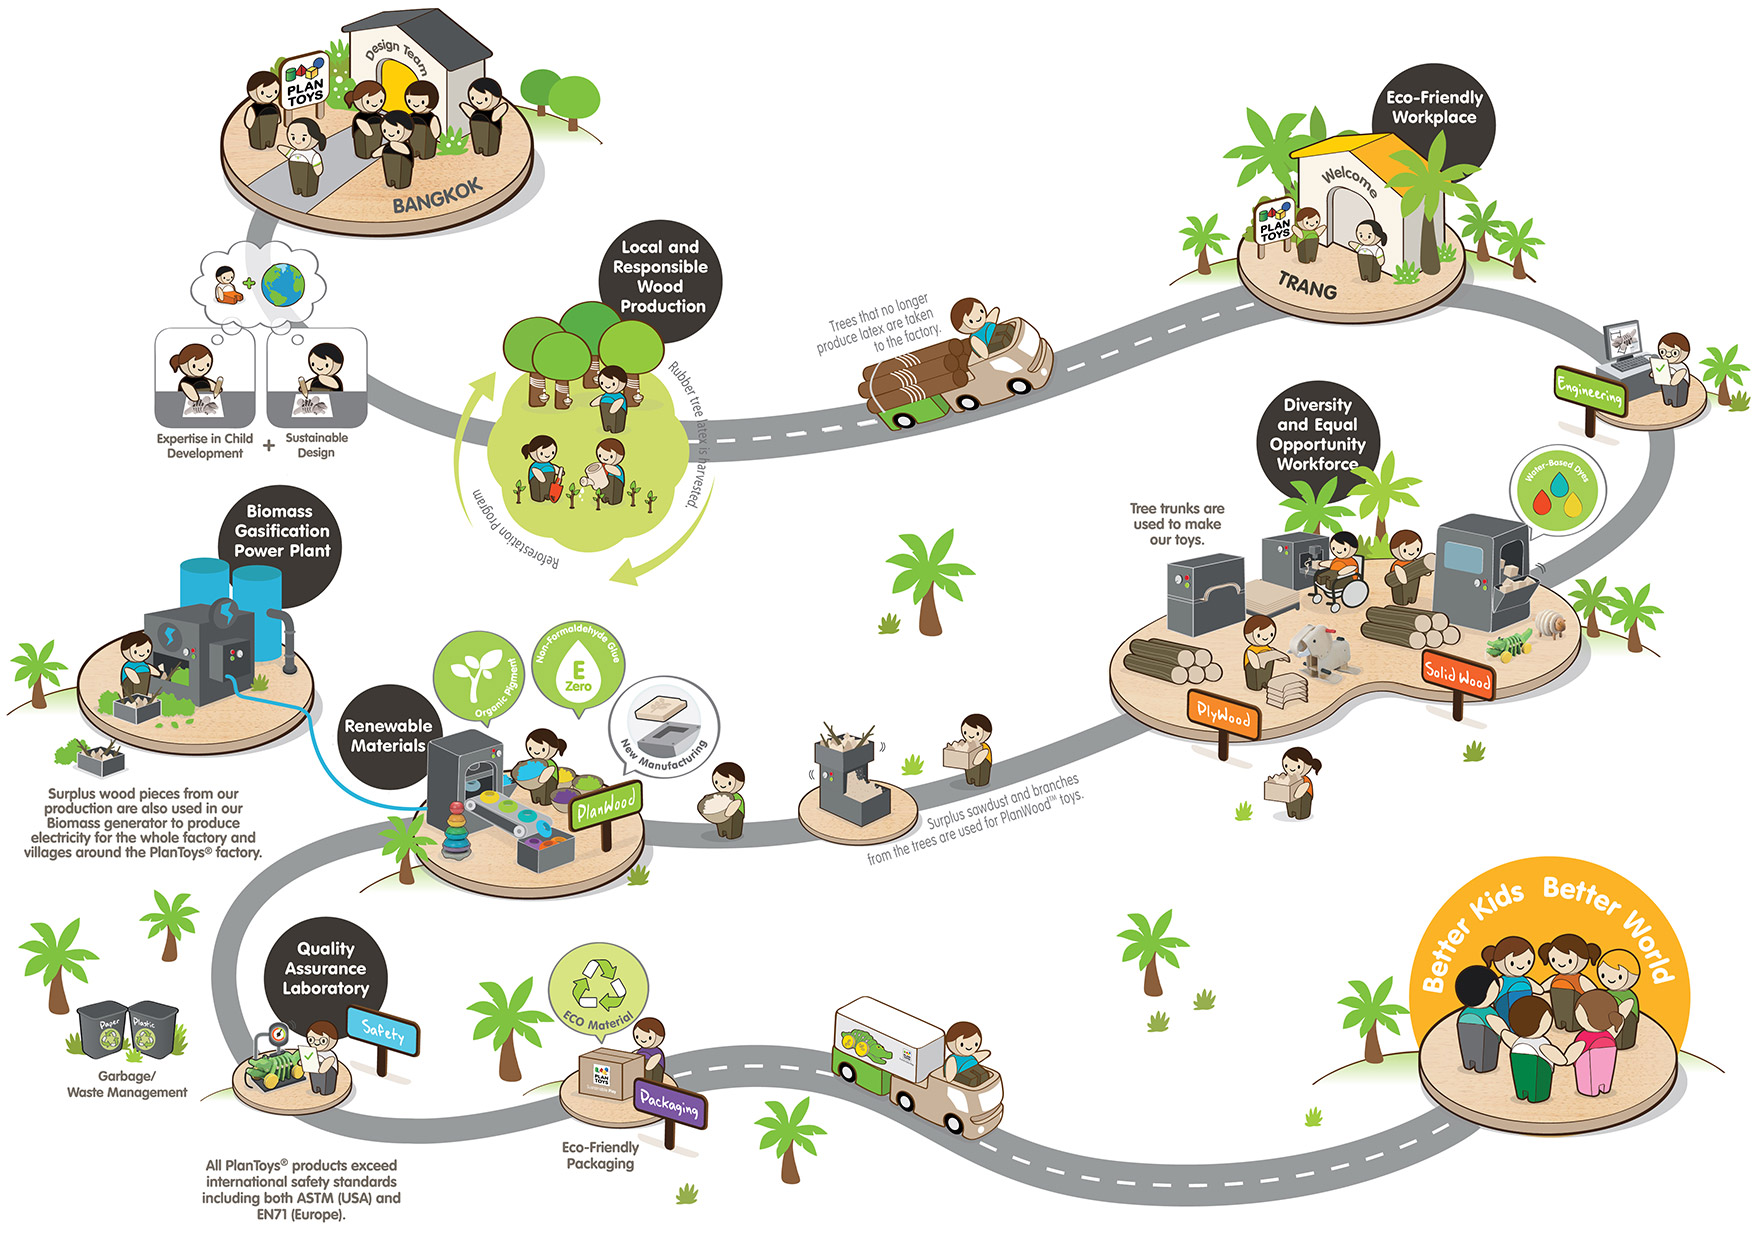 Design Team
PLAN
TOYS
BANGKOK
Eco-Friendly
Workplace
Welcome
PLAN
TOYS
TRANG
Local and
Responsible
Wood
Production
Trees that no longer
produce latex are taken
to the factory.
Rubber tree latex is harvested.
Reforestation Program
Expertise in Child
Development
+
Sustainable
Design
Engineering
Diversity
and Equal
Opportunity
Workforce
Water-Based Dyes
Tree trunks are
used to make
our toys.
Solid Wood
PlyWood
Biomass
Gasification
Power Plant
Surplus wood pieces from our
production are also used in our
Biomass generator to produce
electricity for the whole factory and
villages around the PlanToys® factory.
Renewable
Materials
Organic Pigment
Non-Formaldehyde Glue
E
Zero
New Manufacturing
PlanWood
Surplus sawdust and branches
from the trees are used for PlanWood™ toys.
Quality
Assurance
Laboratory
Safety
Paper
Plastic
Garbage/
Waste Management
All PlanToys® products exceed
international safety standards
including both ASTM (USA) and
EN71 (Europe).
ECO Material
PLAN
TOYS
Packaging
Eco-Friendly
Packaging
Better Kids Better World